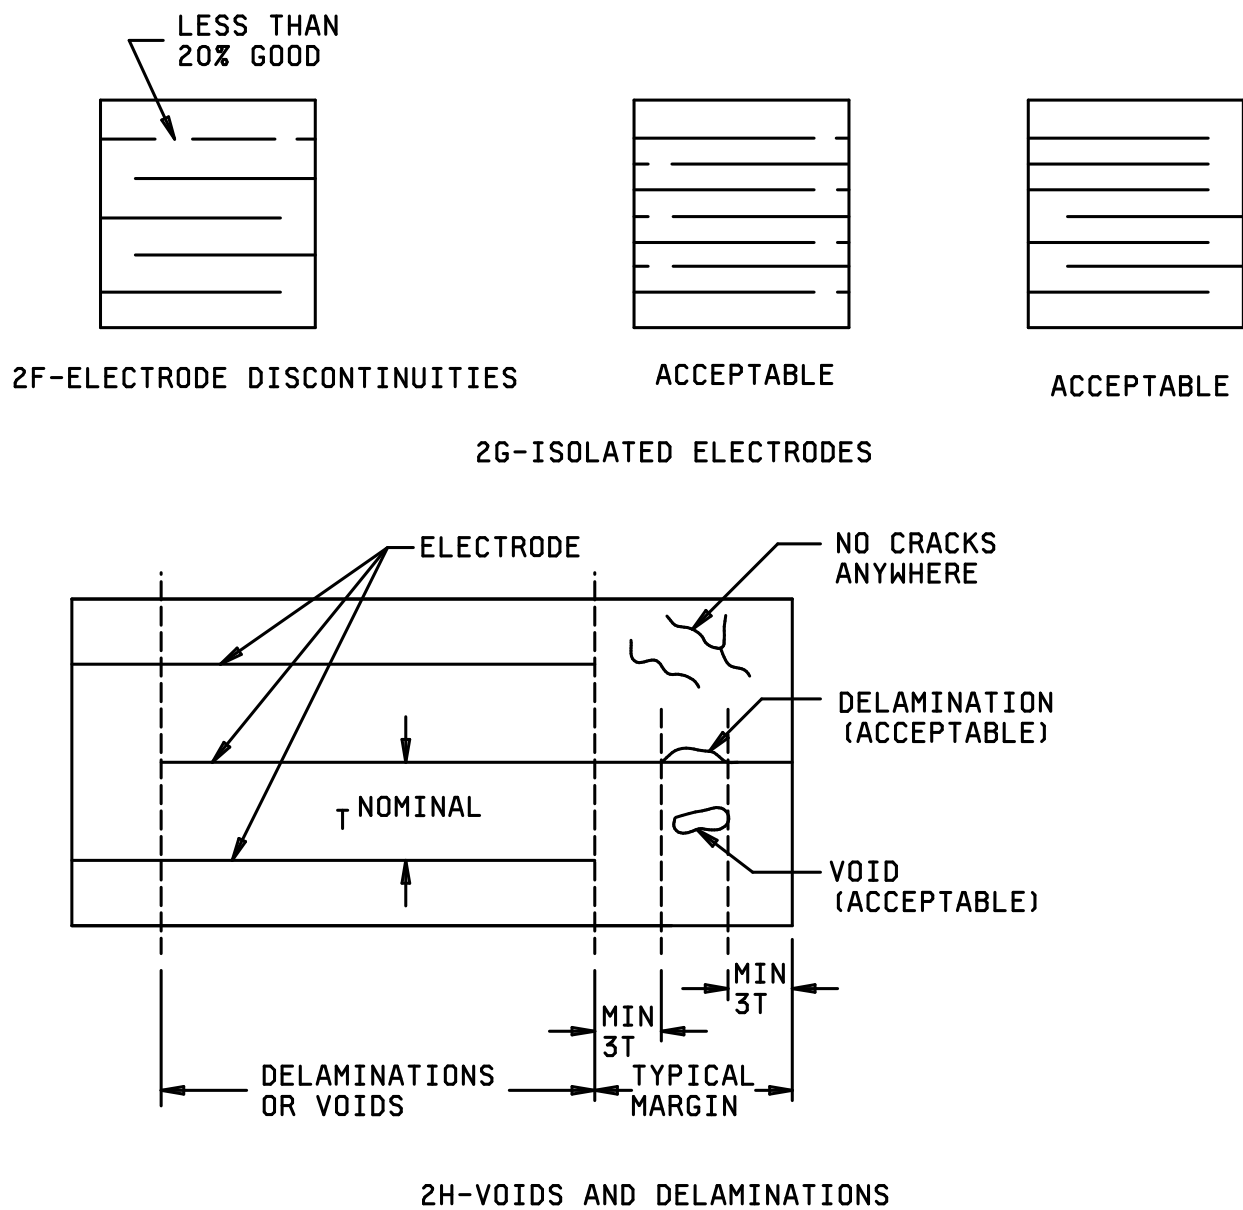 LESS THAN
20% GOOD
2F-ELECTRODE DISCONTINUITIES
ACCEPTABLE
ACCEPTABLE
2G-ISOLATED ELECTRODES
ELECTRODE
NO CRACKS
ANYWHERE
DELAMINATION
(ACCEPTABLE)
T NOMINAL
VOID
(ACCEPTABLE)
MIN
3T
MIN
3T
DELAMINATIONS
OR VOIDS
TYPICAL
MARGIN
2H-VOIDS AND DELAMINATIONS